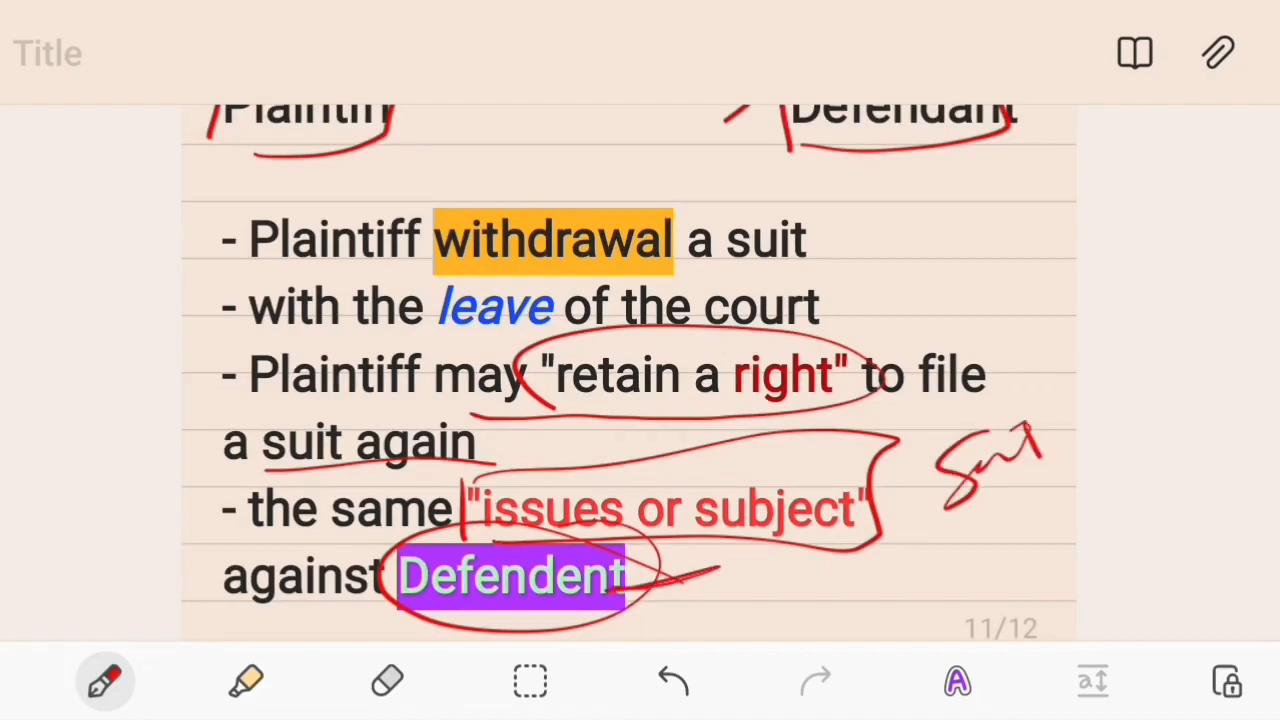 Title
Plaintiff Defendant
- Plaintiff withdrawal a suit
- with the leave of the court
- Plaintiff may "retain a right" to file
a suit again
- the same "issues or subject"
Suit
against Defendent
11/12